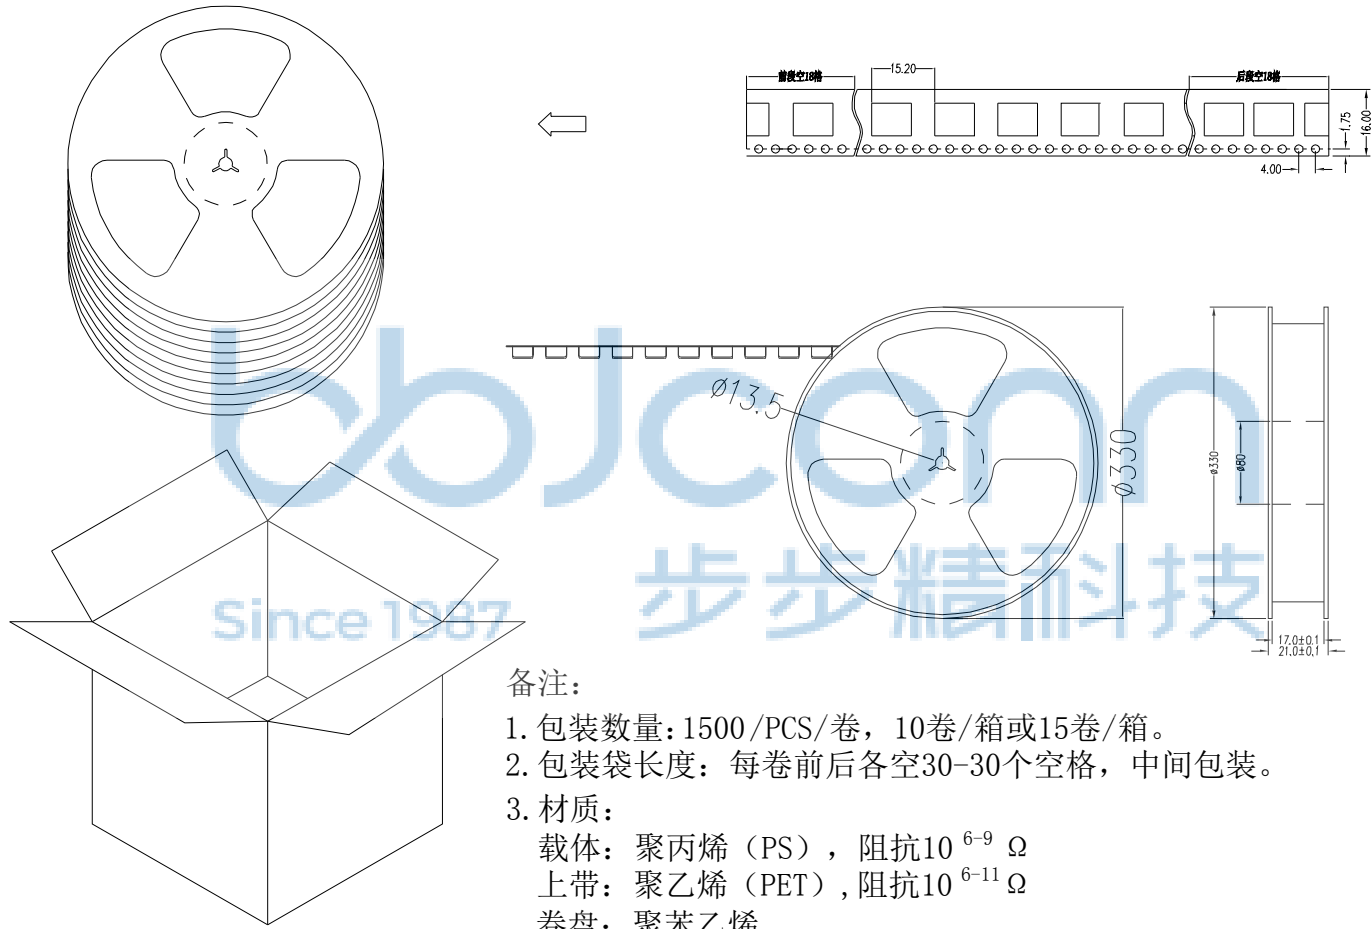 前段空18格
15.20
后段空18格
1.75
16.00
4.00
bbJconn
Ø13.5
Ø330
ø330
ø80
步步精科技
Since 1987
17.0±0.1
21.0±0.1
备注：
1.包装数量:1500/PCS/卷，10卷/箱或15卷/箱。
2.包装袋长度：每卷前后各空30-30个空格，中间包装。
3.材质：
载体：聚丙烯（PS），阻抗10 6-9 Ω
上带：聚乙烯（PET）,阻抗10 6-11 Ω
卷盘：聚苯乙烯